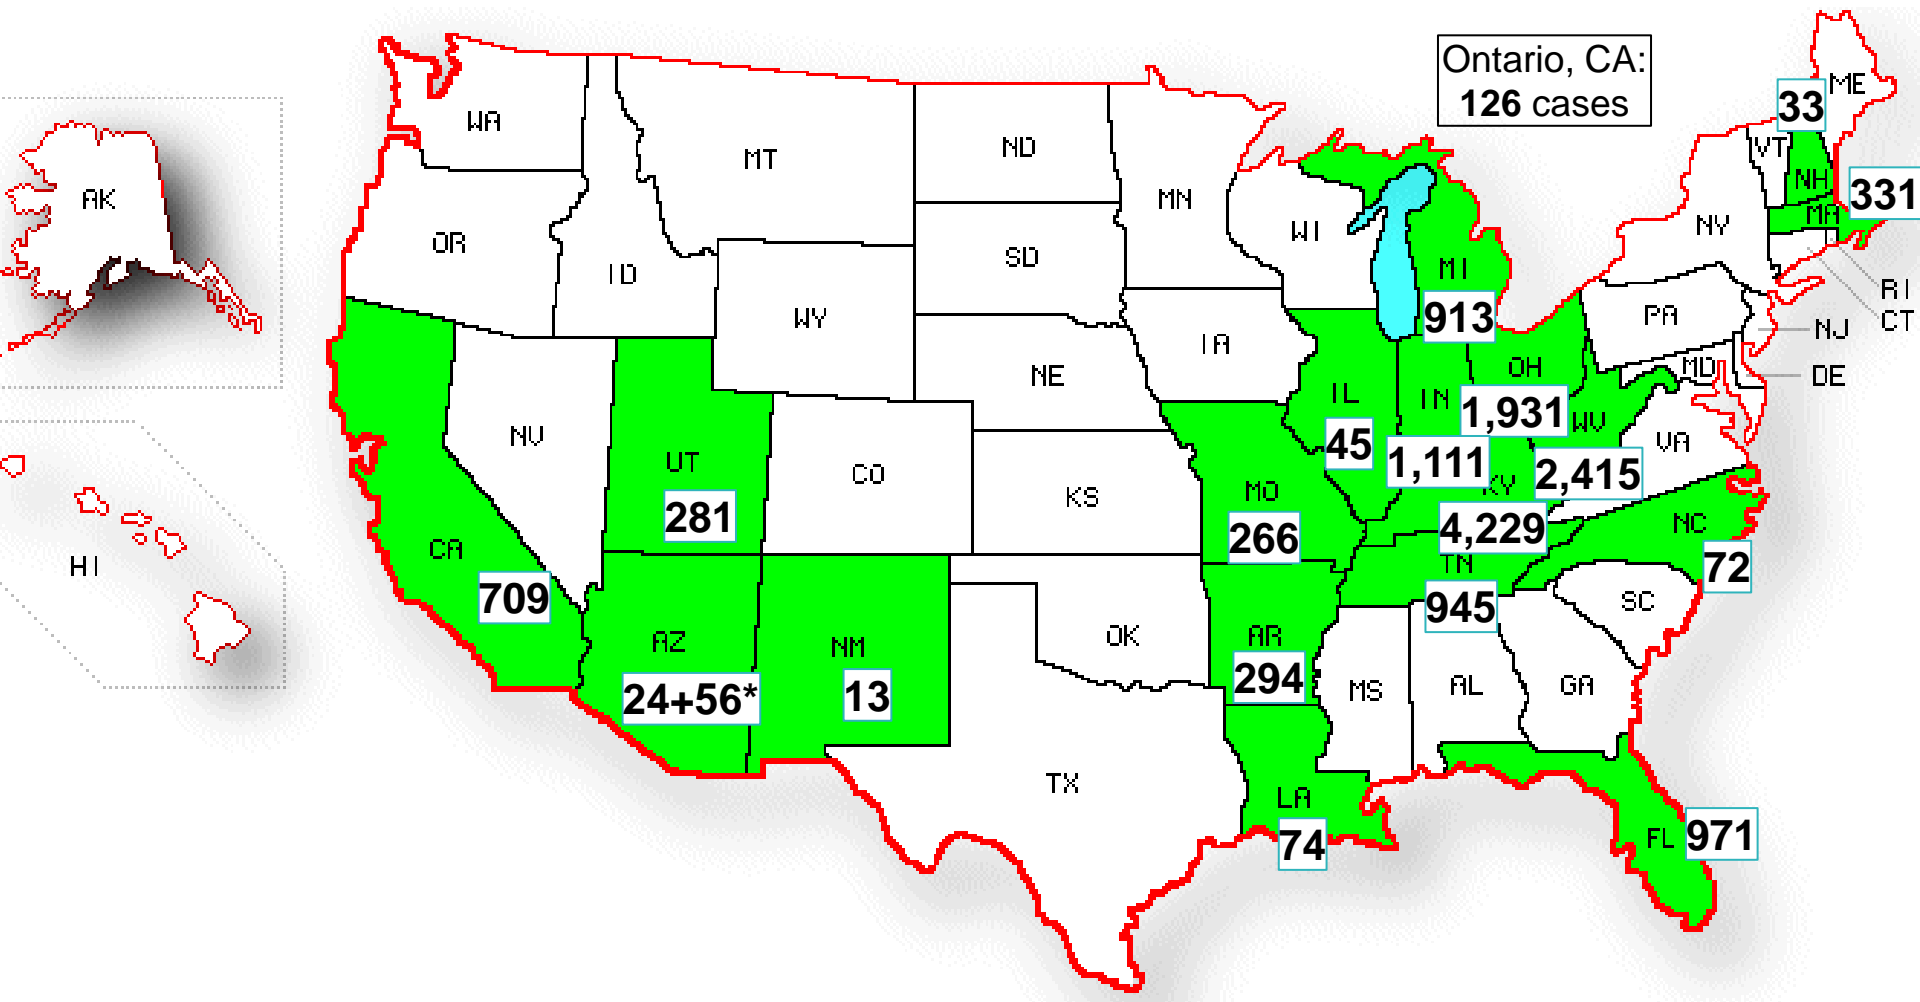 Ontario, CA:
126 cases
ME
33
WA
VT
MT
ND
NH
331
AK
MN
MA
OR
NY
WI
ID
SD
MI
RI
913
WY
PA
CT
NJ
IA
OH
MD
NE
DE
IL
IN
1,931
WV
NV
45
VA
UT
1,111
CO
2,415
KY
MO
KS
281
266
4,229
NC
CA
TN
HI
72
709
945
SC
AZ
NM
OK
AR
24+56*
13
294
MS
AL
GA
TX
LA
74
FL
971